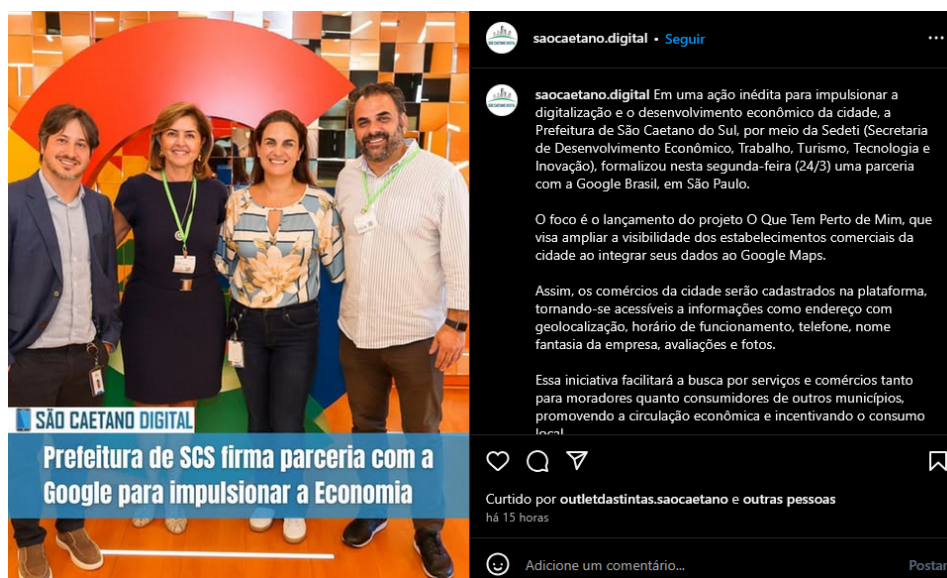 SÃO CAETANO DIGITAL
Prefeitura de SCS firma parceria com a
Google para impulsionar a Economia
saocaetano.digital • Seguir
saocaetano.digital Em uma ação inédita para impulsionar a
digitalização e o desenvolvimento econômico da cidade, a
Prefeitura de São Caetano do Sul, por meio da Sedeti (Secretaria
de Desenvolvimento Econômico, Trabalho, Turismo, Tecnologia e
Inovação), formalizou nesta segunda-feira (24/3) uma parceria
com a Google Brasil, em São Paulo.
O foco é o lançamento do projeto O Que Tem Perto de Mim, que
visa ampliar a visibilidade dos estabelecimentos comerciais da
cidade ao integrar seus dados ao Google Maps.
Assim, os comércios da cidade serão cadastrados na plataforma,
tornando-se acessíveis a informações como endereço com
geolocalização, horário de funcionamento, telefone, nome
fantasia da empresa, avaliações e fotos.
Essa iniciativa facilitará a busca por serviços e comércios tanto
para moradores quanto consumidores de outros municípios,
promovendo a circulação econômica e incentivando o consumo
local
Curtido por outletdastintas.saocaetano e outras pessoas
há 15 horas
Adicione um comentário...
Postar